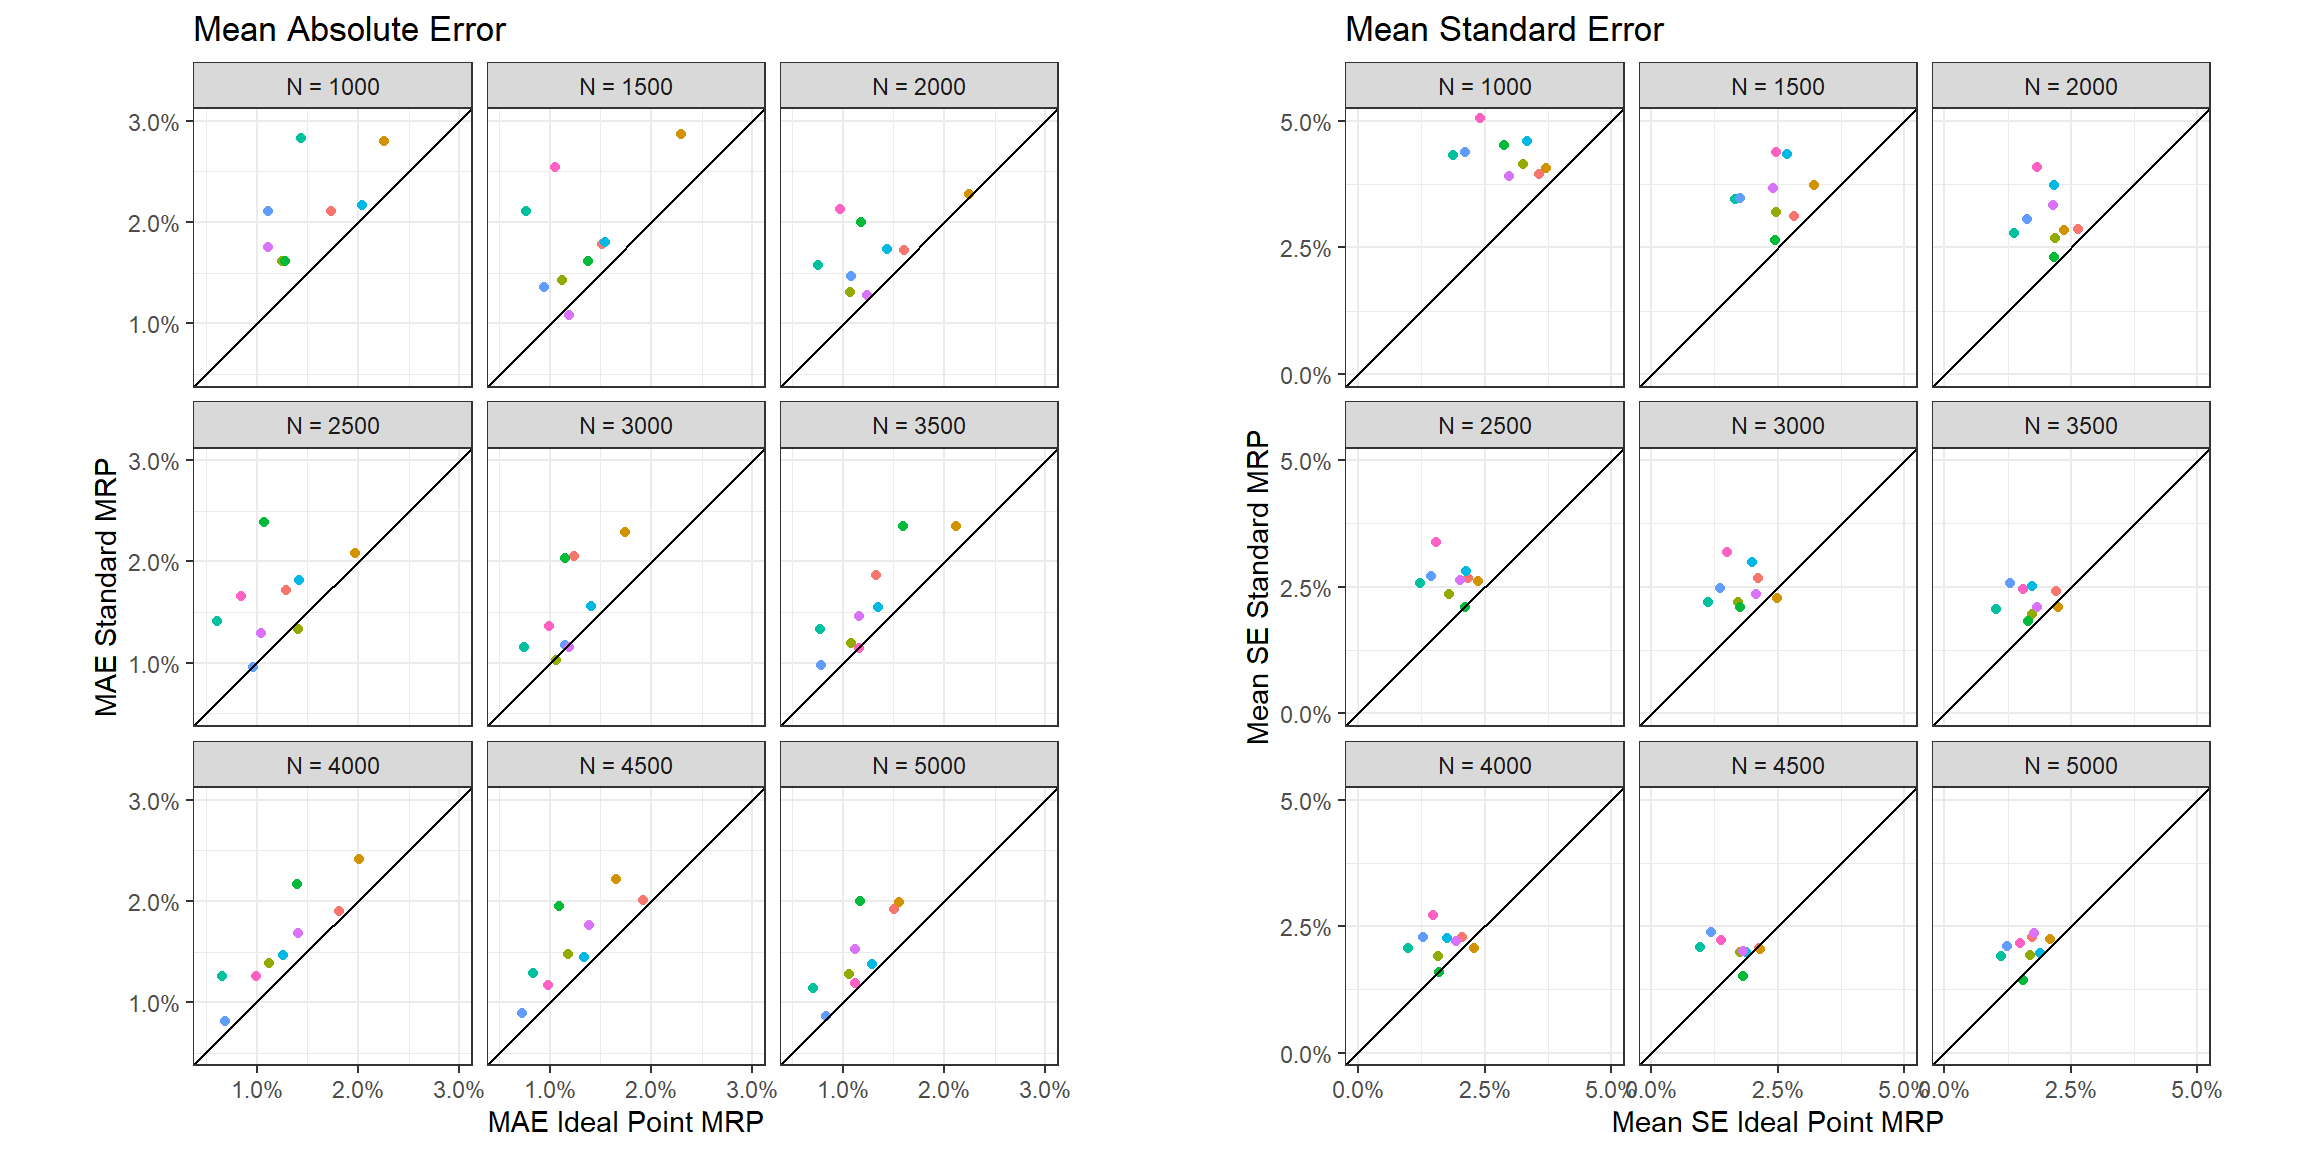 Mean Absolute Error
N = 1000 N = 1500 N = 2000
3.0%
2.0%
1.0%
N = 2500 N = 3000 N = 3500
3.0%
2.0%
1.0%
N = 4000 N = 4500 N = 5000
3.0%
2.0%
1.0%
1.0% 2.0% 3.0% 1.0% 2.0% 3.0% 1.0% 2.0% 3.0%
MAE Standard MRP
MAE Ideal Point MRP
Mean Standard Error
N = 1000 N = 1500 N = 2000
5.0%
2.5%
0.0%
N = 2500 N = 3000 N = 3500
5.0%
2.5%
0.0%
N = 4000 N = 4500 N = 5000
5.0%
2.5%
0.0%
0.0% 2.5% 5.0% 0.0% 2.5% 5.0% 0.0% 2.5% 5.0%
Mean SE Standard MRP
Mean SE Ideal Point MRP